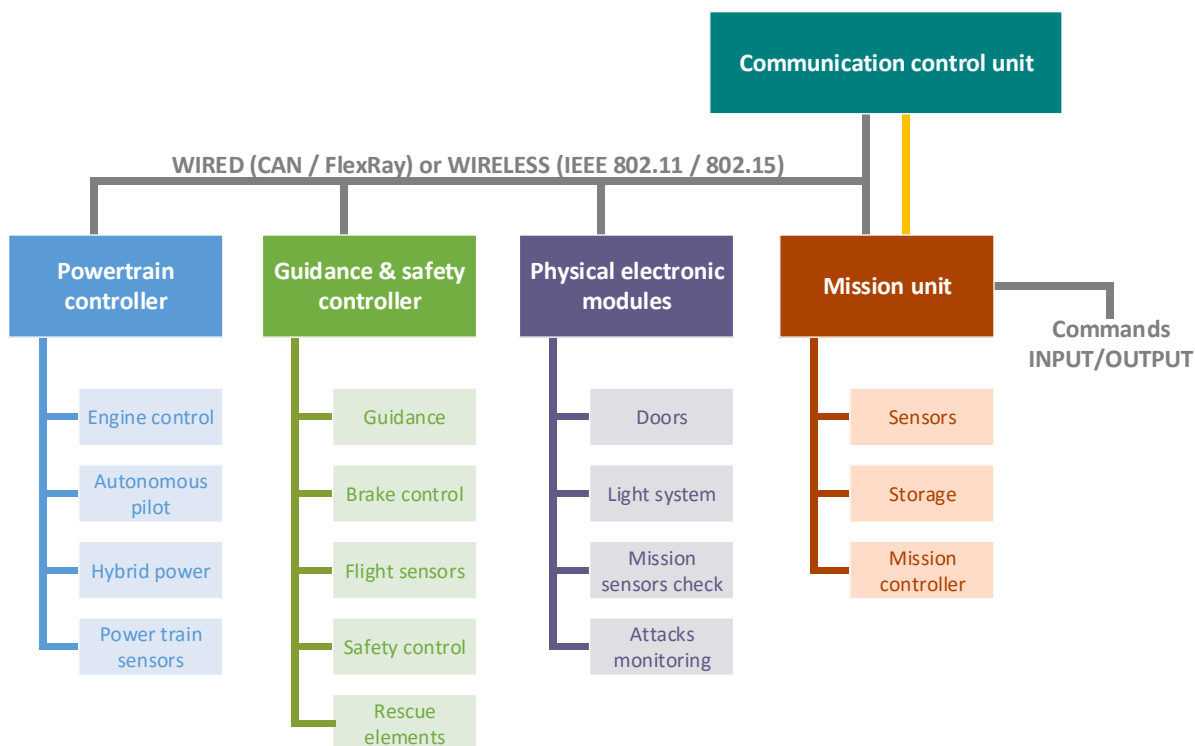 Communication control unit
WIRED (CAN / FlexRay) or WIRELESS (IEEE 802.11 / 802.15)
Powertrain
controller
Guidance & safety
controller
Physical electronic
modules
Mission unit
Commands
INPUT/OUTPUT
Engine control
Autonomous
pilot
Hybrid power
Power train
sensors
Guidance
Brake control
Flight sensors
Safety control
Rescue
elements
Doors
Light system
Mission
sensors check
Attacks
monitoring
Sensors
Storage
Mission
controller